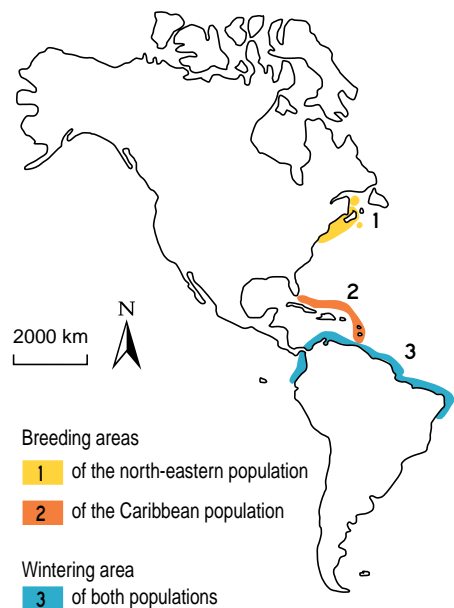 1
2
N
2000 km
3
Breeding areas
1 of the north-eastern population
2 of the Caribbean population
Wintering area
3 of both populations